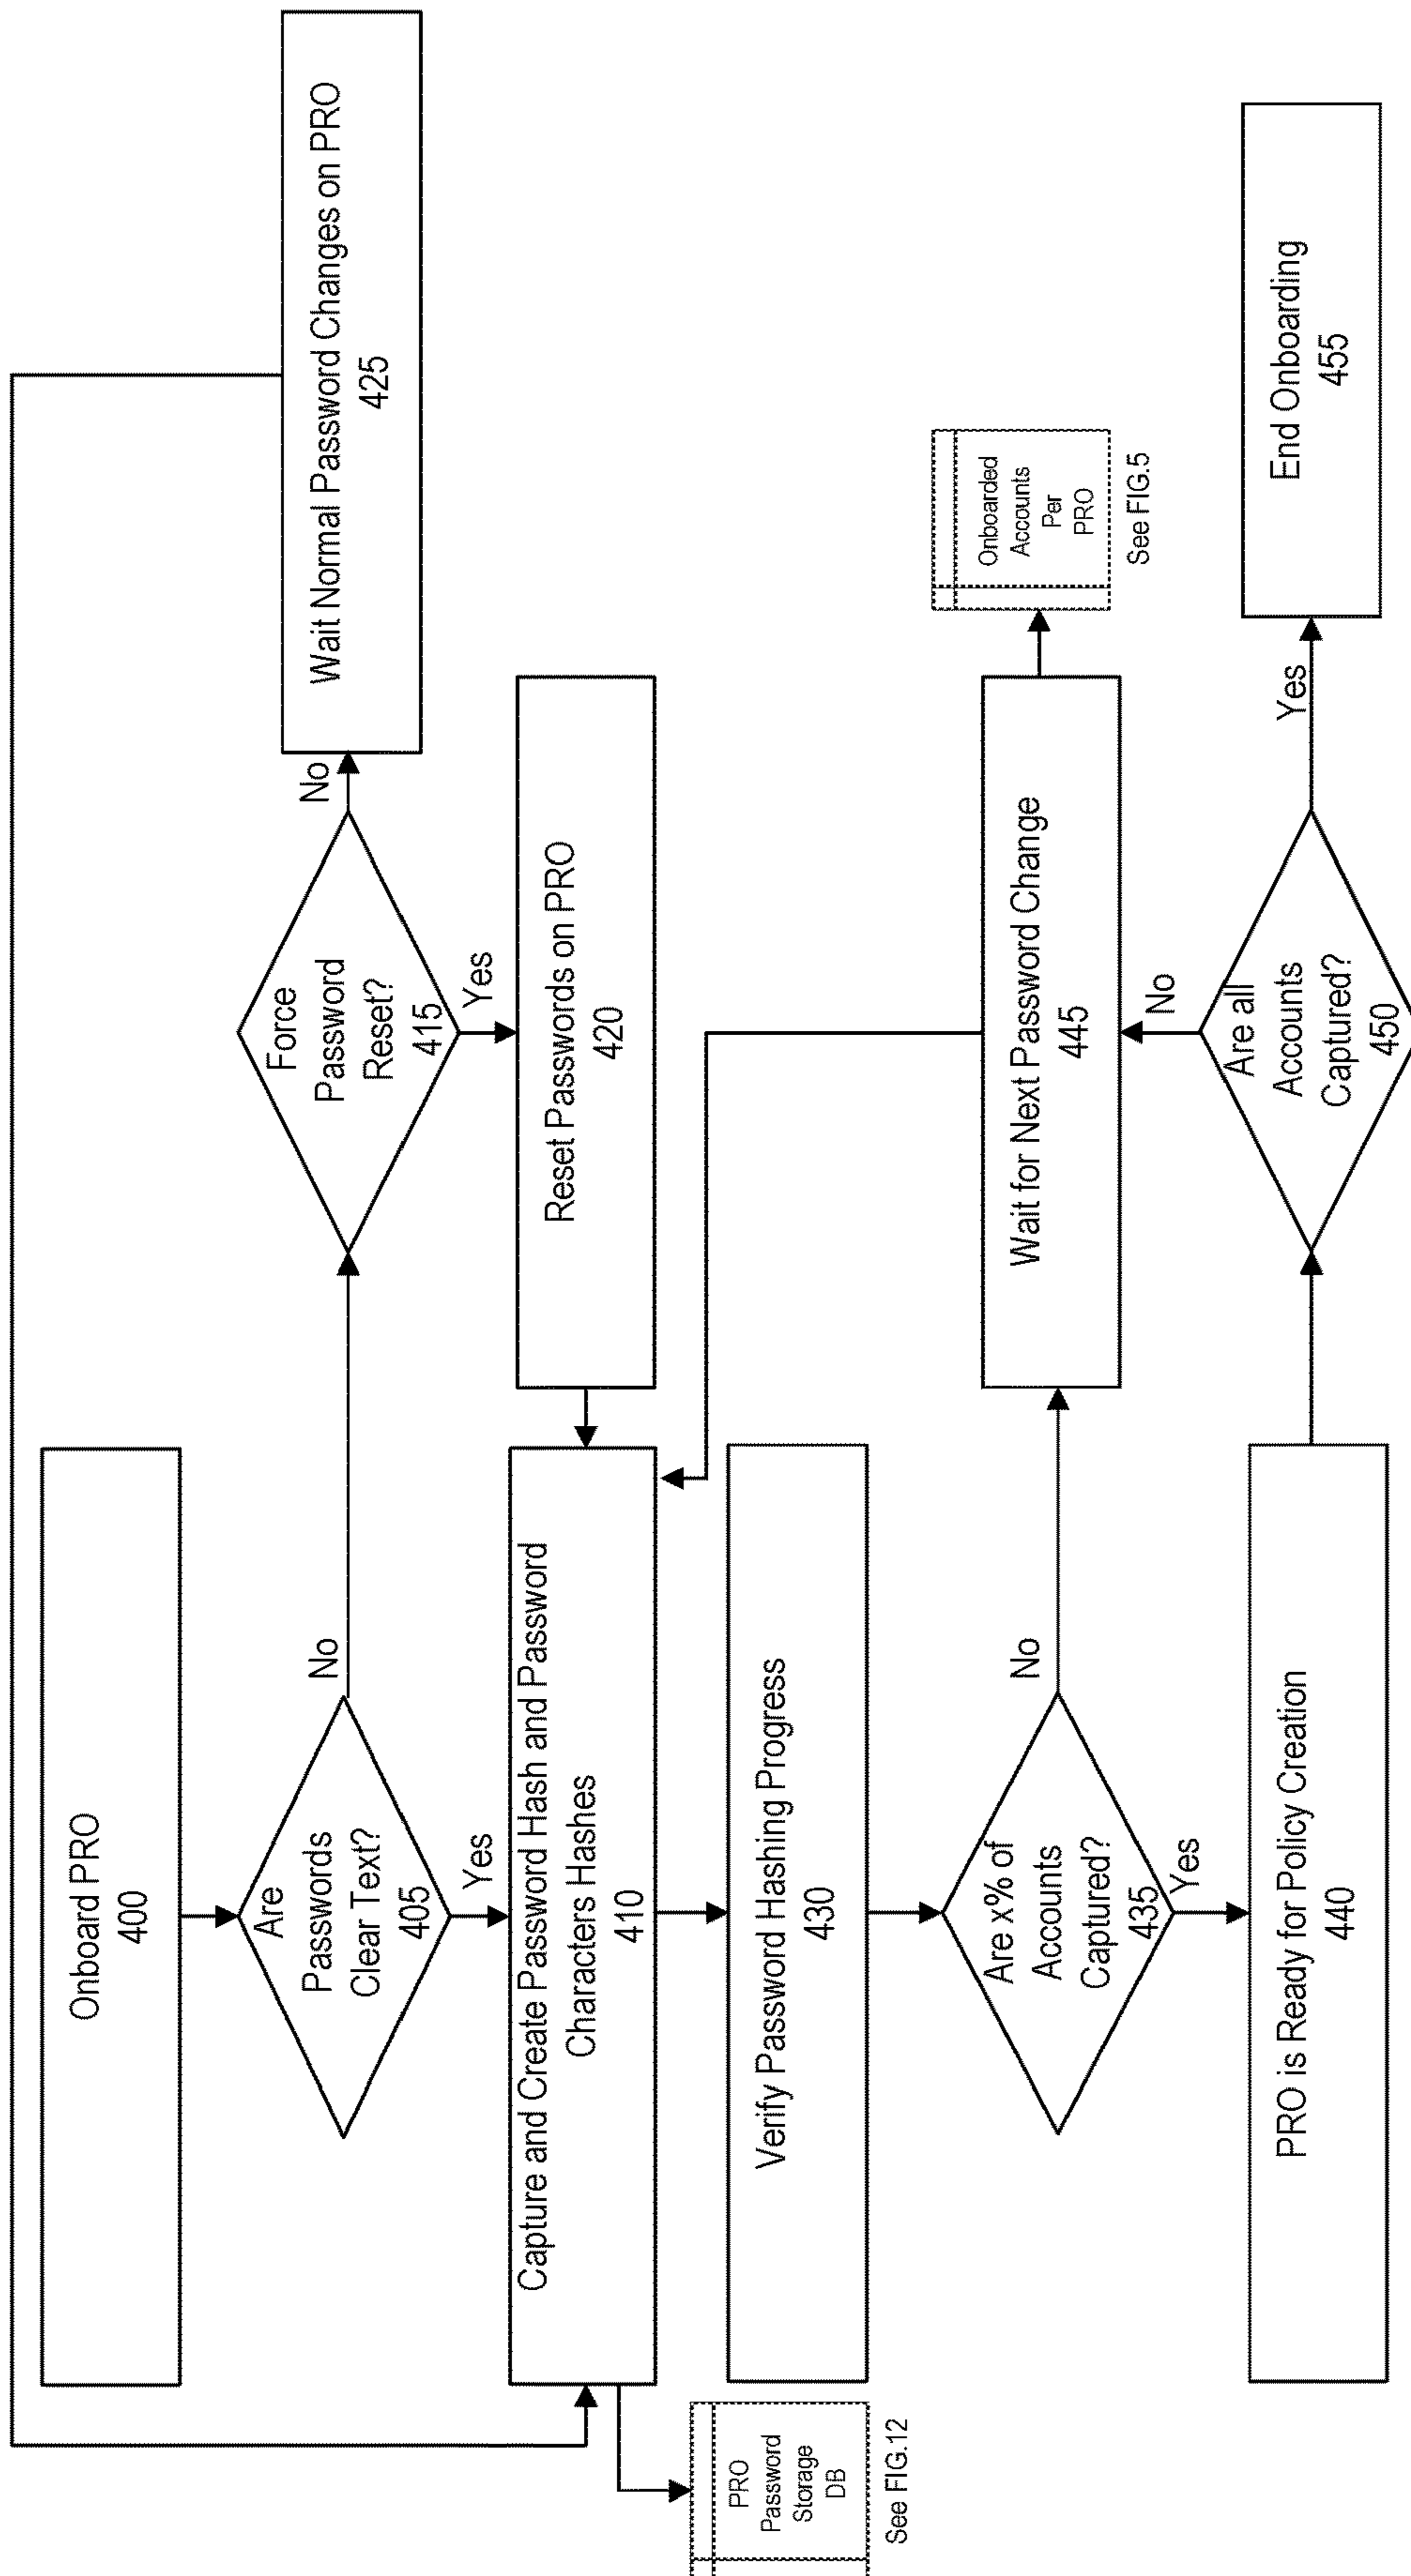 Onboard PRO
400
Are
Passwords
Clear Text?
405
No
Yes
Force
Password
Reset?
415
No
Yes
Wait Normal Password Changes on PRO
425
Reset Passwords on PRO
420
Capture and Create Password Hash and Password
Characters Hashes
410
PRO
Password
Storage
DB
See FIG.12
Verify Password Hashing Progress
430
Are x% of
Accounts
Captured?
435
No
Yes
Wait for Next Password Change
445
Onboarded
Accounts
Per
PRO
See FIG.5
PRO is Ready for Policy Creation
440
Are all
Accounts
Captured?
450
No
Yes
End Onboarding
455